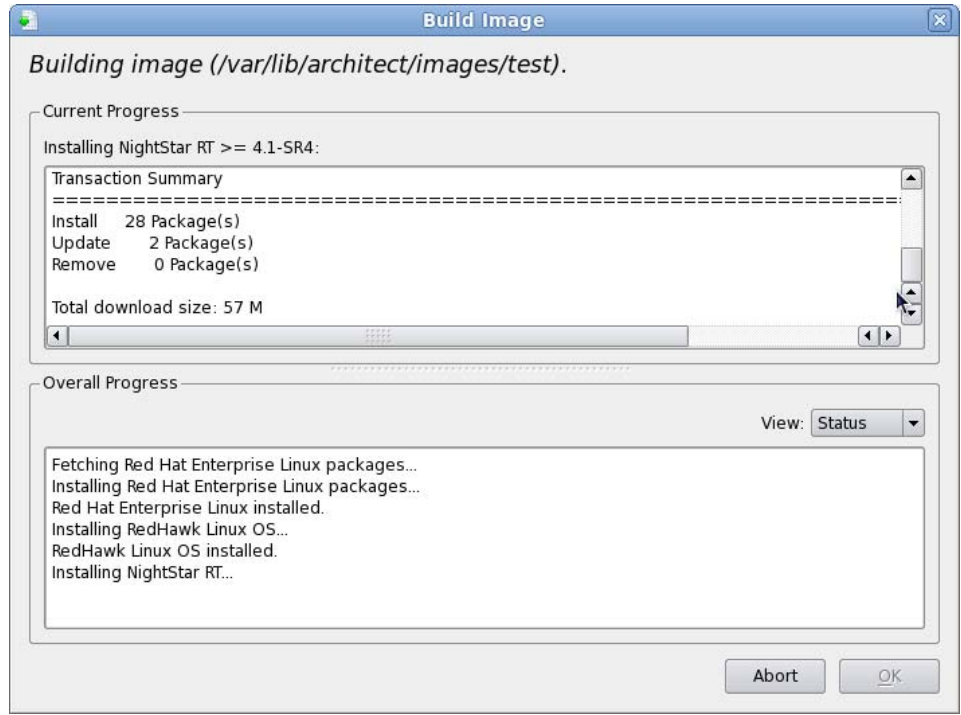 Build Image
Building image (/var/lib/architect/images/test).
Current Progress
Installing NightStar RT >= 4.1-SR4:
Transaction Summary
================================================================
Install 28 Package(s)
Update 2 Package(s)
Remove 0 Package(s)
Total download size: 57 M
Overall Progress
View: Status
Fetching Red Hat Enterprise Linux packages...
Installing Red Hat Enterprise Linux packages...
Red Hat Enterprise Linux installed.
Installing RedHawk Linux OS...
RedHawk Linux OS installed.
Installing NightStar RT...
Abort
OK